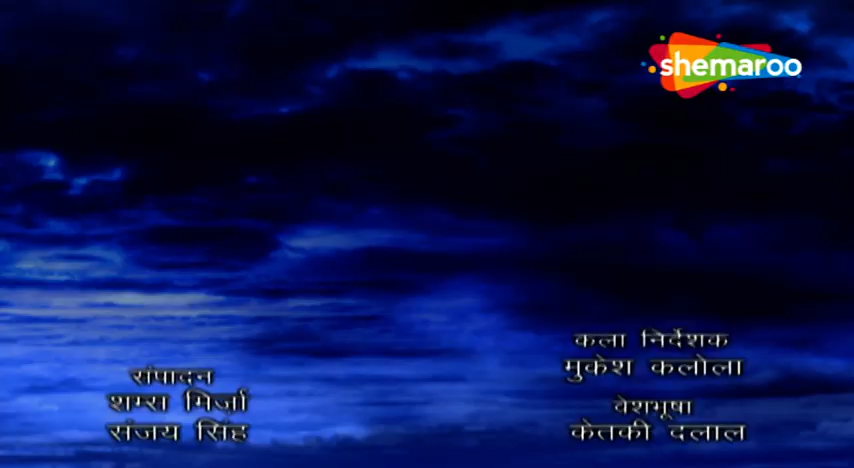 shemaroo
संपादन
शम्स मिर्ज़ा
संजय सिंह
कला निर्देशक
मुकेश कलोला
वेशभूषा
केतकी दलाल